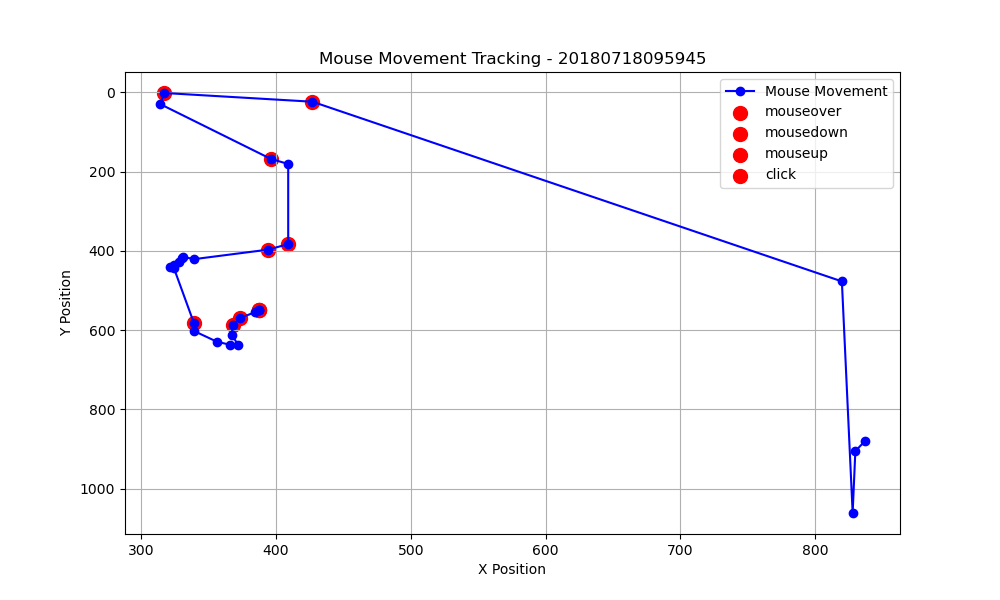 Mouse Movement Tracking - 20180718095945
Mouse Movement
mouseover
mousedown
mouseup
click
0
200
400
600
800
1000
Y Position
300
400
500
600
700
800
X Position